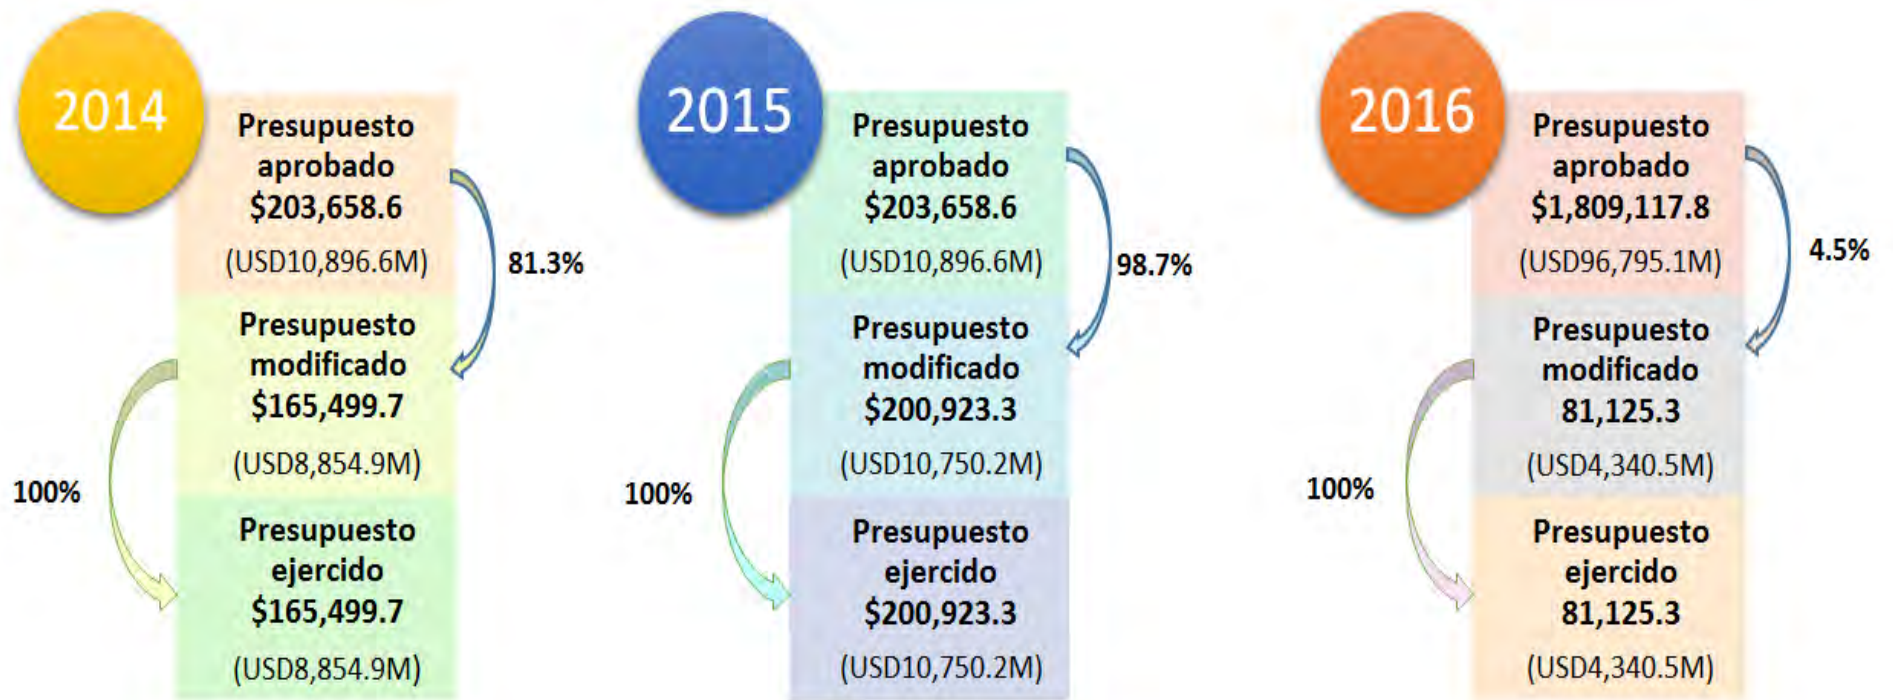 2014
Presupuesto
aprobado
$203,658.6
(USD10,896.6M)
81.3%
Presupuesto
modificado
$165,499.7
(USD8,854.9M)
100%
Presupuesto
ejercido
$165,499.7
(USD8,854.9M)
2015
Presupuesto
aprobado
$203,658.6
(USD10,896.6M)
98.7%
Presupuesto
modificado
$200,923.3
(USD10,750.2M)
100%
Presupuesto
ejercido
$200,923.3
(USD10,750.2M)
2016
Presupuesto
aprobado
$1,809,117.8
(USD96,795.1M)
4.5%
Presupuesto
modificado
81,125.3
(USD4,340.5M)
100%
Presupuesto
ejercido
81,125.3
(USD4,340.5M)